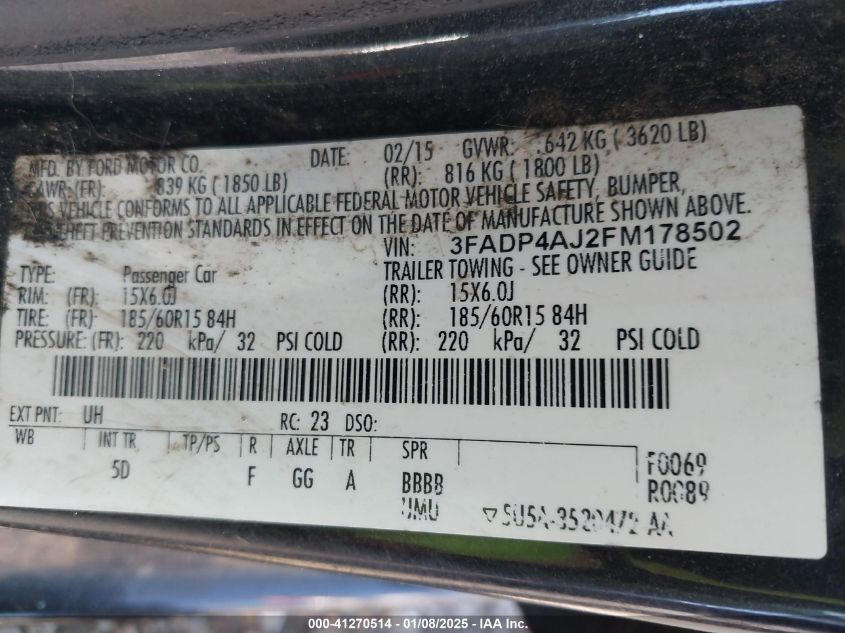 MFD. BY FORD MOTOR CO. DATE: 02/15 GVWR: .642 KG ( 3620 LB)
GAWR: (FR): 839 KG ( 1850 LB) (RR): 816 KG ( 1800 LB)
THIS VEHICLE CONFORMS TO ALL APPLICABLE FEDERAL MOTOR VEHICLE SAFETY, BUMPER,
THEFT PREVENTION STANDARDS IN EFFECT ON THE DATE OF MANUFACTURE SHOWN ABOVE.
VIN: 3FADP4AJ2FM178502
TYPE: Passenger Car TRAILER TOWING - SEE OWNER GUIDE
RIM: (FR): 15X6.0J (RR): 15X6.0J
TIRE: (FR): 185/60R15 84H (RR): 185/60R15 84H
PRESSURE: (FR): 220 kPa/ 32 PSI COLD (RR): 220 kPa/ 32 PSI COLD
EXT PNT: UH RC: 23 DSO:
WB INT TR TP/PS R AXLE TR SPR
5D F GG A BBBB F0069
UMU R0089
5U5A-3520472-AA
000-41270514 - 01/08/2025 - IAA Inc.